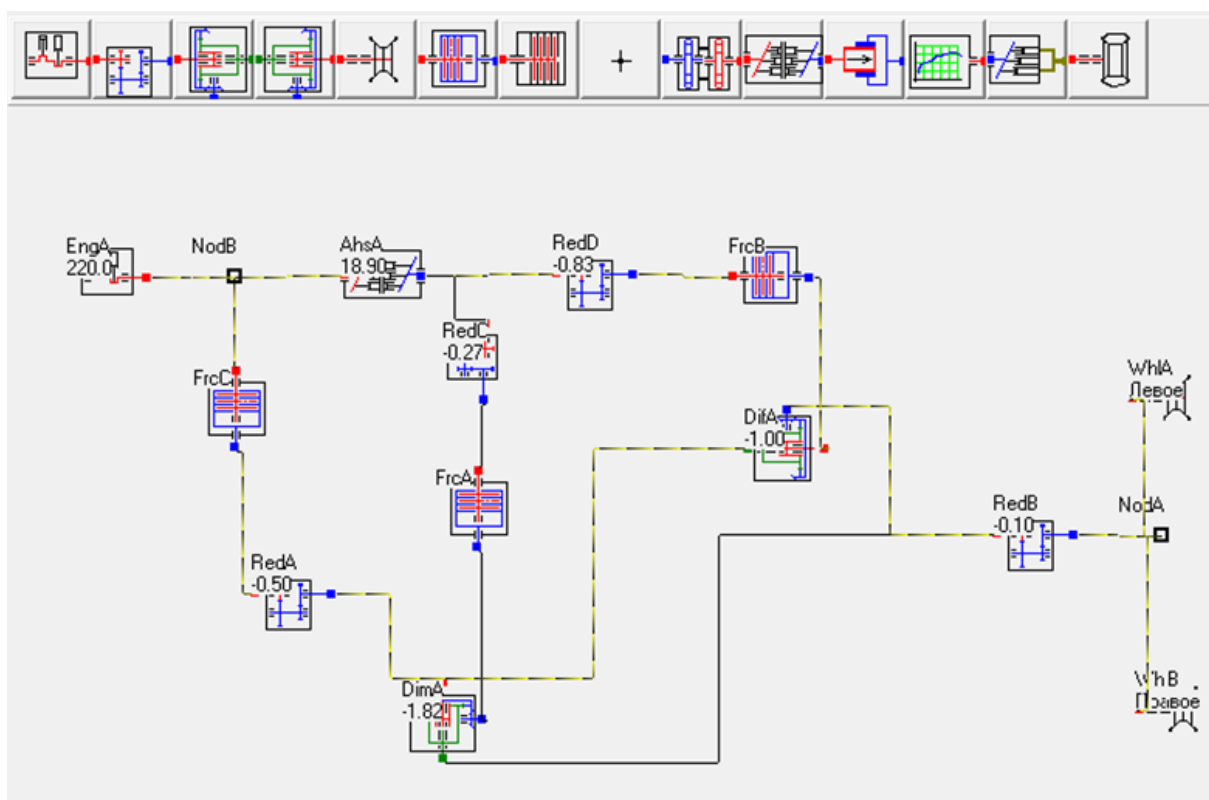 EngA
220.0
NodB
AhsA
18.90
RedD
-0.83
FrcB
RedC
-0.27
FrcC
WhlA
Левое
DifA
-1.00
FrcA
RedB
-0.10
NodA
RedA
-0.50
DimA
-1.82
WhlB
Правое